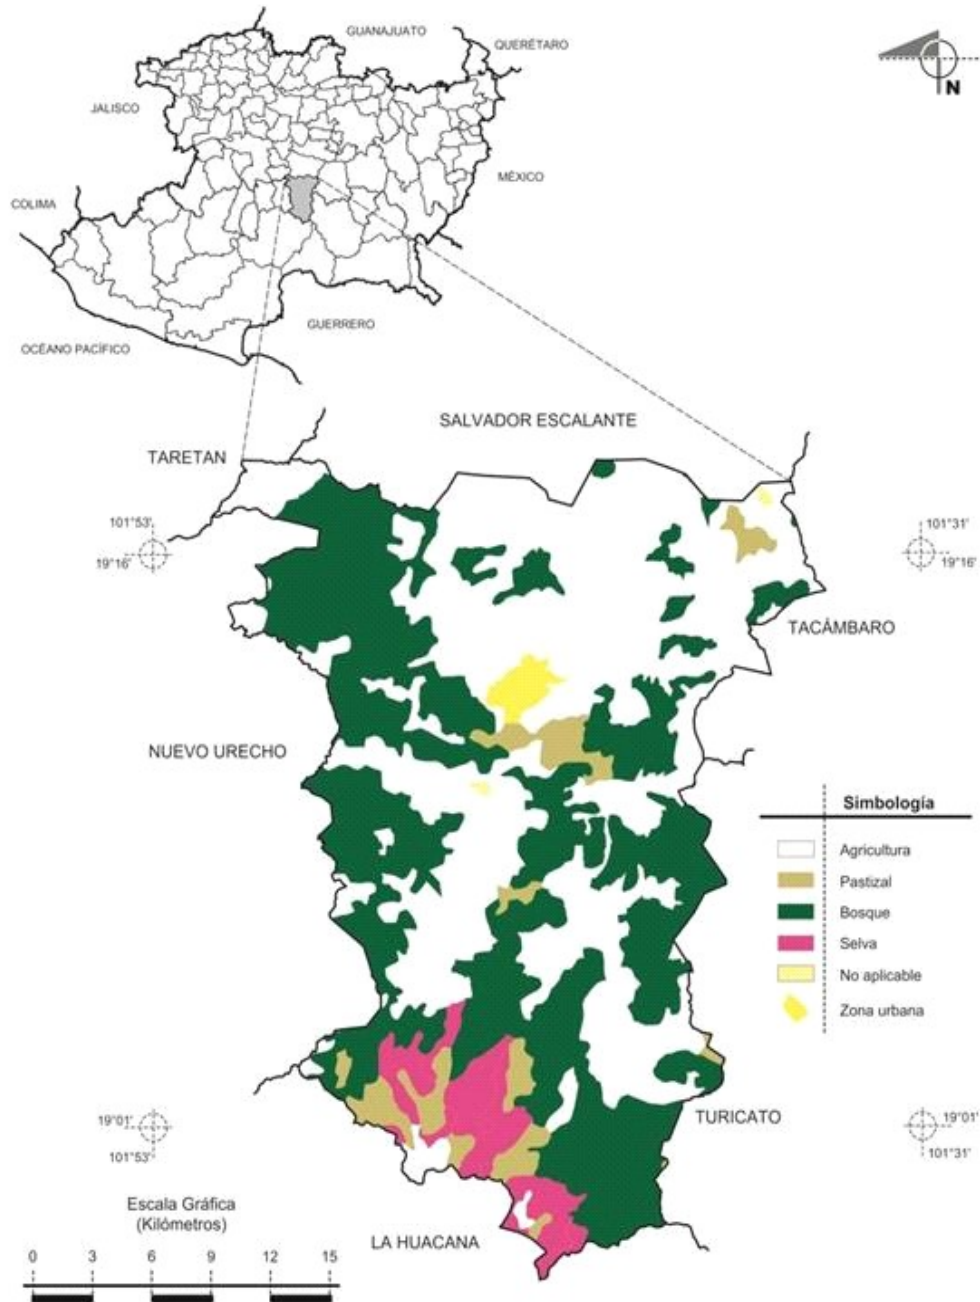 GUANAJUATO
QUERÉTARO
JALISCO
N
MÉXICO
COLIMA
GUERRERO
OCÉANO PACÍFICO
SALVADOR ESCALANTE
TARETAN
101°53'
19°16'
101°31'
19°16'
TACÁMBARO
NUEVO URECHO
Simbología
Agricultura
Pastizal
Bosque
Selva
No aplicable
Zona urbana
19°01'
101°53'
TURICATO
19°01'
101°31'
Escala Gráfica
(Kilómetros)
LA HUACANA
0 3 6 9 12 15